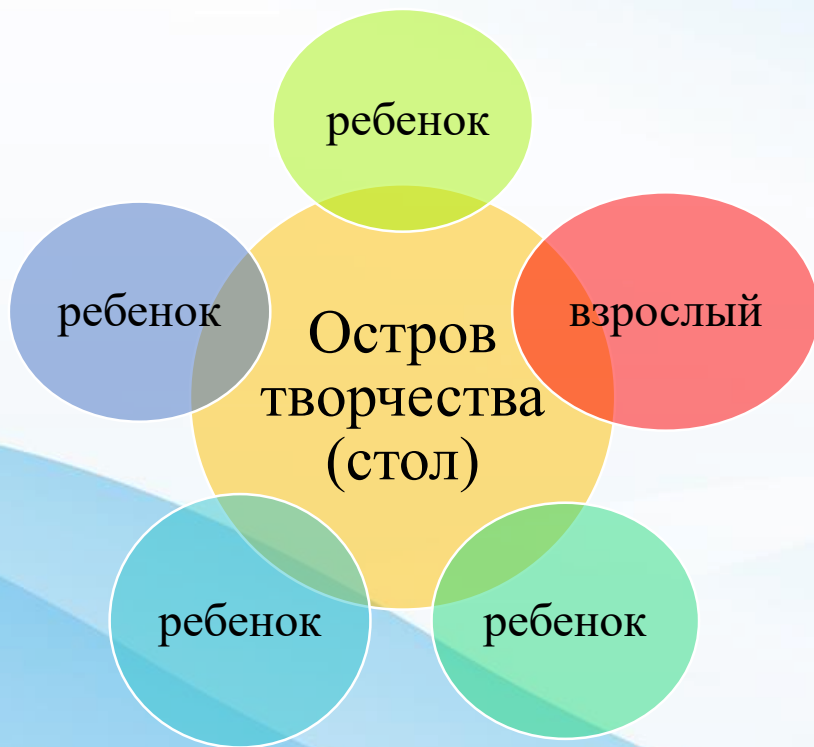 ребенок
ребенок
взрослый
Остров
творчества
(стол)
ребенок
ребенок